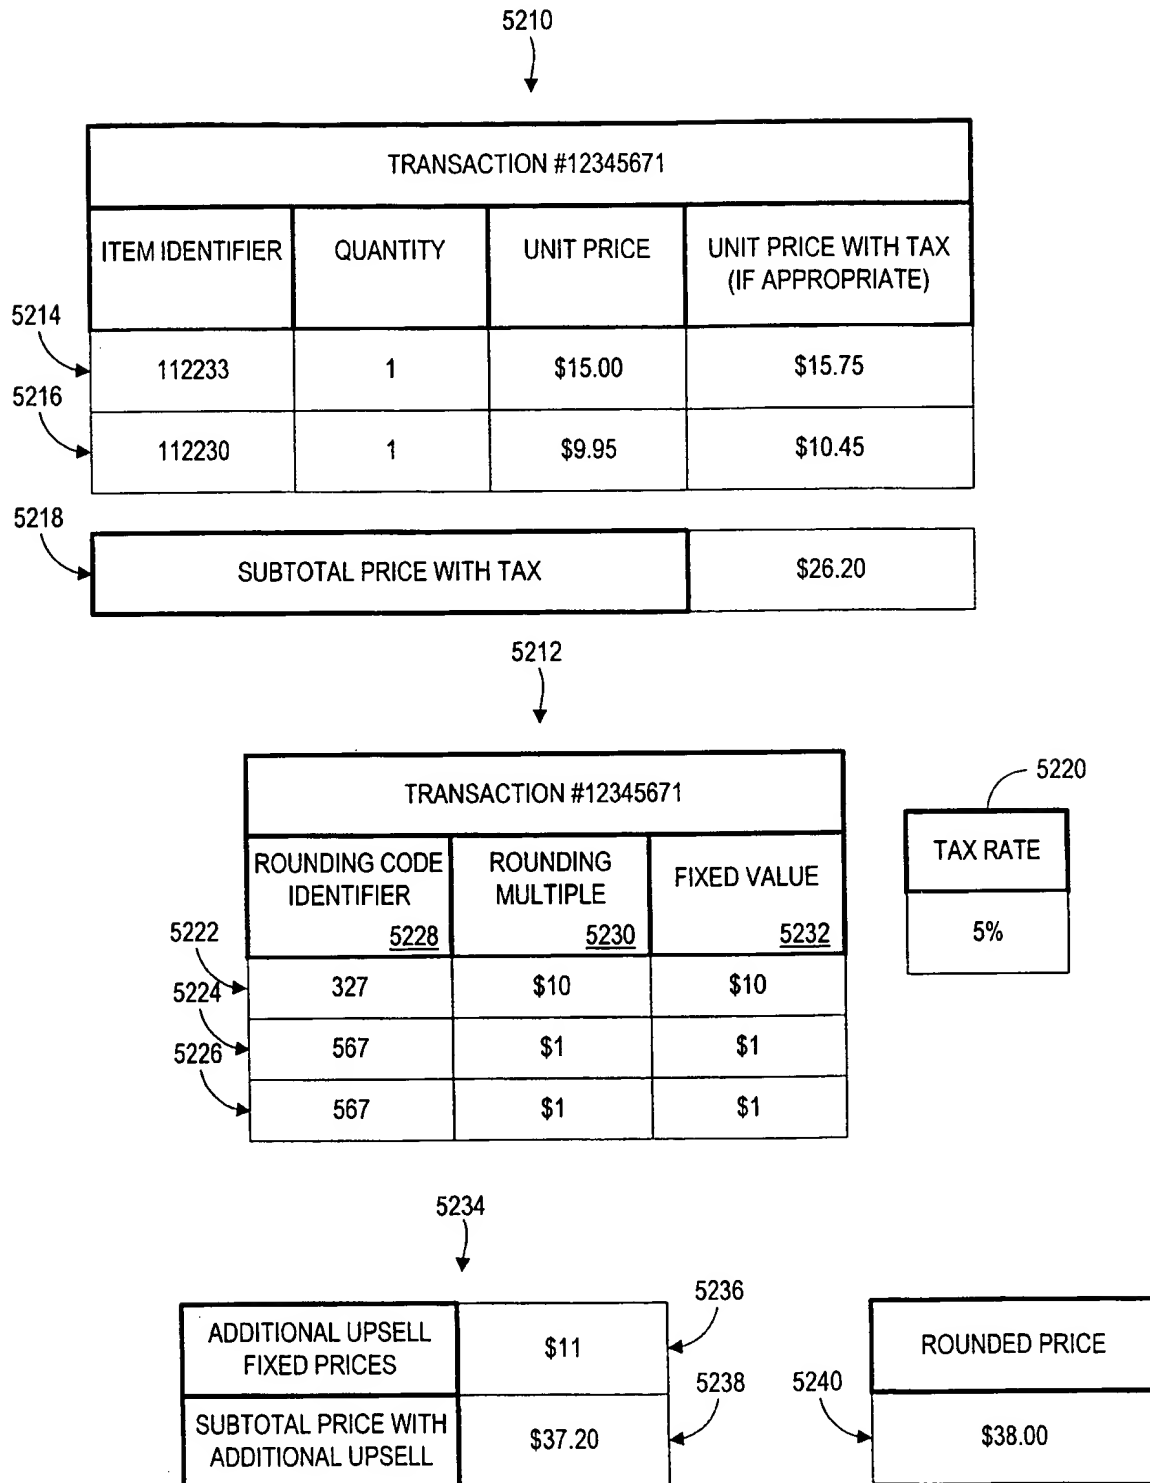 5210
TRANSACTION #12345671
ITEM IDENTIFIER QUANTITY UNIT PRICE UNIT PRICE WITH TAX
(IF APPROPRIATE)
5214
112233 1 $15.00 $15.75
5216
112230 1 $9.95 $10.45
5218
SUBTOTAL PRICE WITH TAX $26.20
5212
TRANSACTION #12345671
ROUNDING CODE
IDENTIFIER
5228
ROUNDING
MULTIPLE
5230
FIXED VALUE
5232
5220
TAX RATE
5%
5222
327 $10 $10
5224
567 $1 $1
5226
567 $1 $1
5234
ADDITIONAL UPSELL
FIXED PRICES
$11
5236
SUBTOTAL PRICE WITH
ADDITIONAL UPSELL
$37.20
5238
ROUNDED PRICE
5240
$38.00